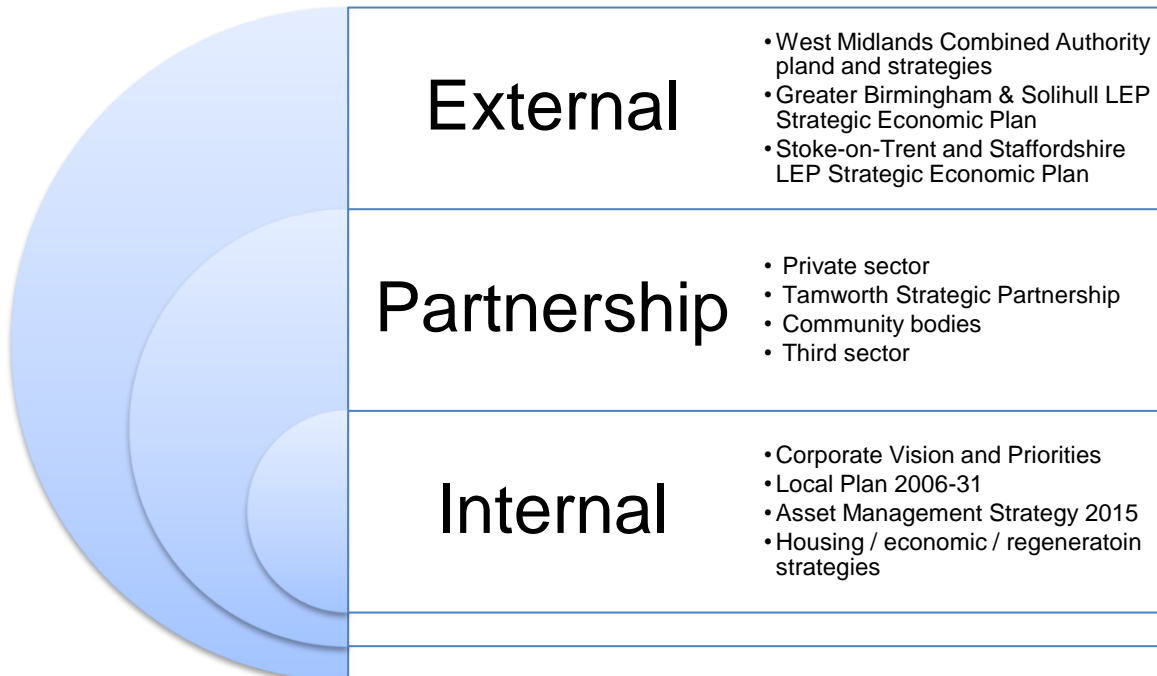 External
•West Midlands Combined Authority
pland and strategies
•Greater Birmingham & Solihull LEP
Strategic Economic Plan
•Stoke-on-Trent and Staffordshire
LEP Strategic Economic Plan
Partnership
• Private sector
• Tamworth Strategic Partnership
• Community bodies
• Third sector
Internal
•Corporate Vision and Priorities
•Local Plan 2006-31
•Asset Management Strategy 2015
•Housing / economic / regeneratoin
strategies